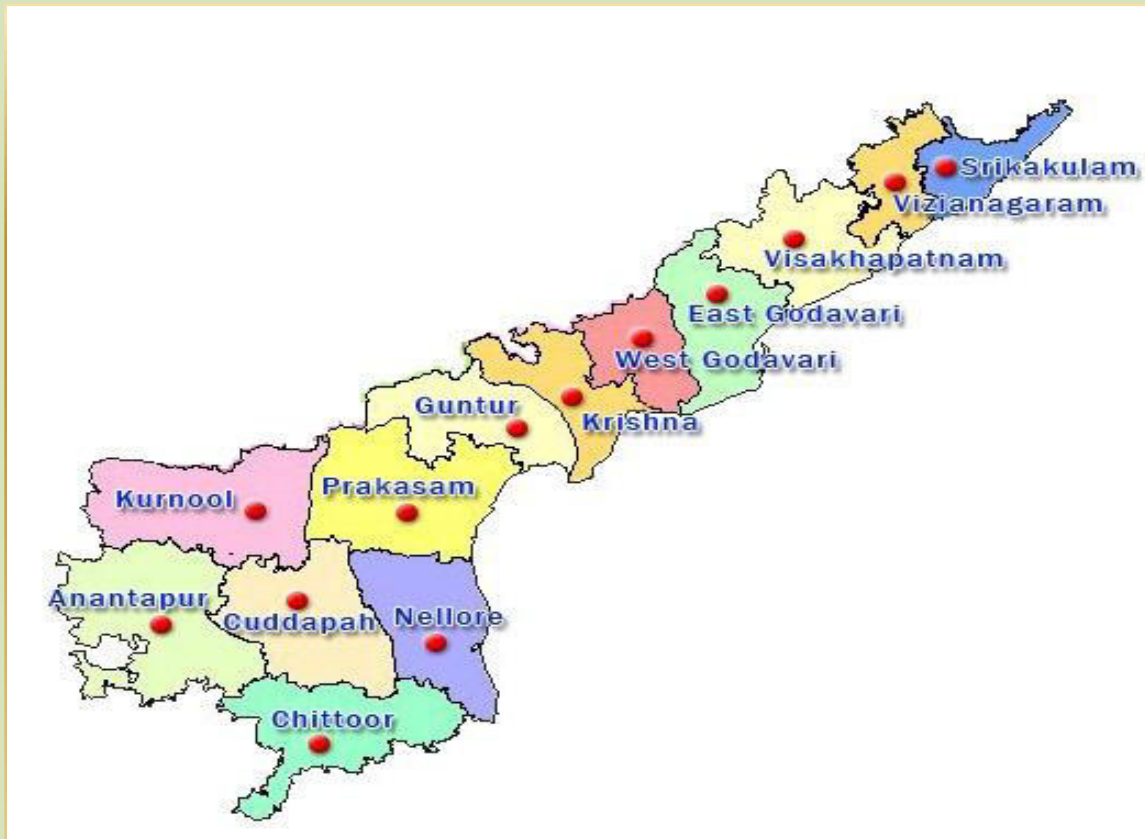 Srikakulam
Vizianagaram
Visakhapatnam
East Godavari
West Godavari
Guntur
Krishna
Kurnool
Prakasam
Anantapur
Cuddapah
Nellore
Chittoor